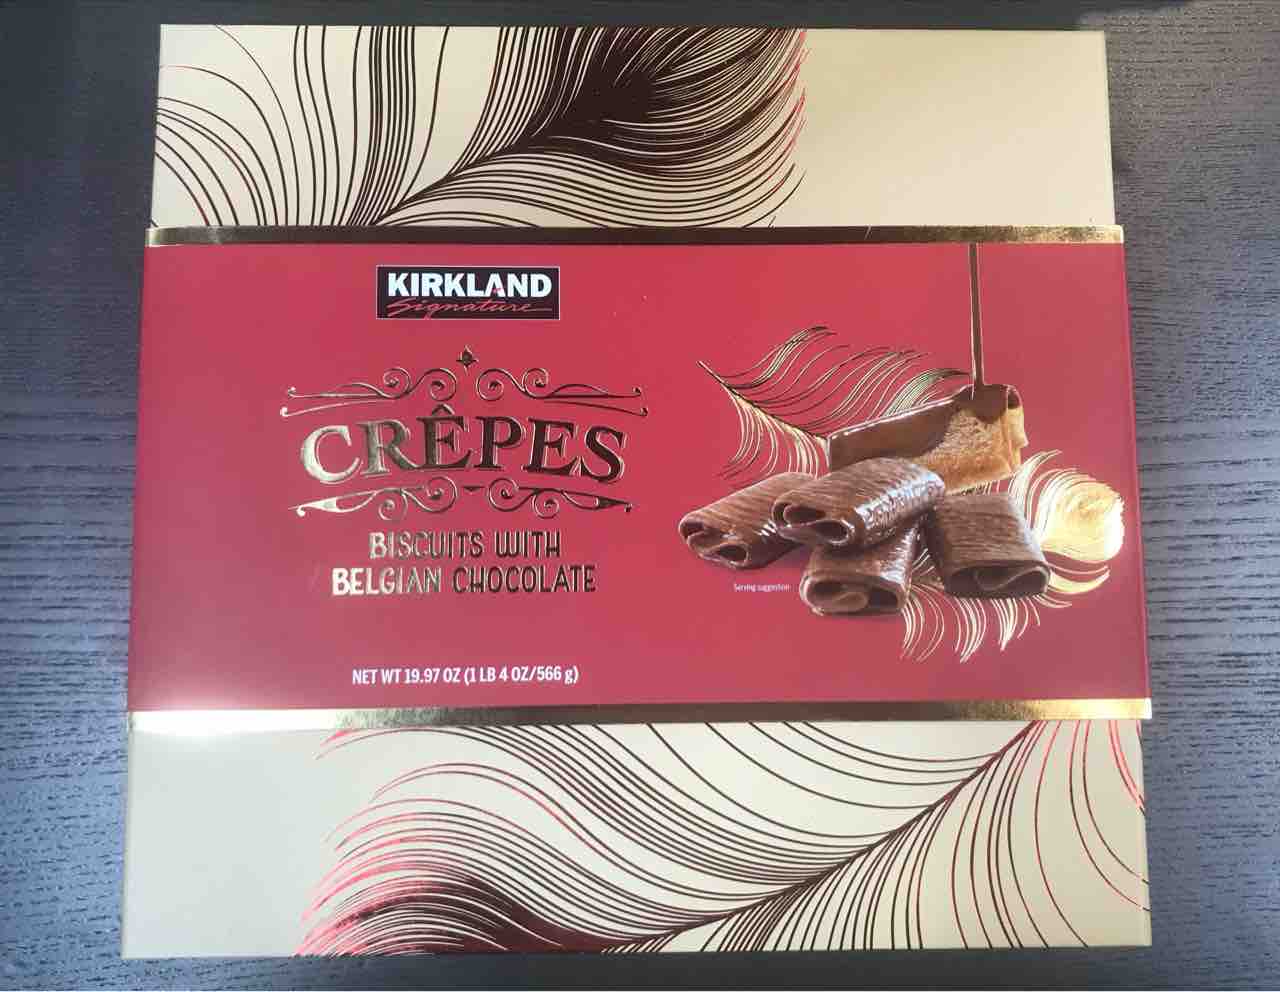 KIRKLAND
Signature
CRÊPES
BISCUITS WITH
BELGIAN CHOCOLATE
Serving suggestion
NET WT 19.97 OZ (1 LB 4 OZ/566 g)